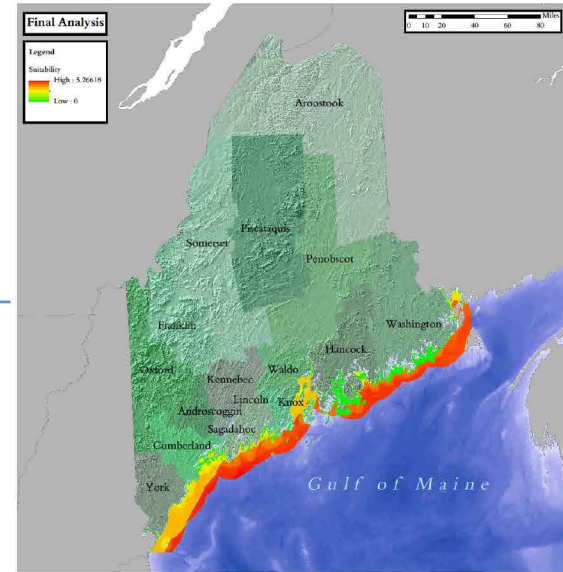 Final Analysis
Legend
Suitability
High : 5.26618
Low : 0
0 10 20 40 60 80 Miles
Aroostook
Piscataquis
Somerset
Penobscot
Franklin
Washington
Hancock
Oxford
Waldo
Kennebec
Lincoln
Knox
Androscoggin
Sagadahoc
Cumberland
York
Gulf of Maine